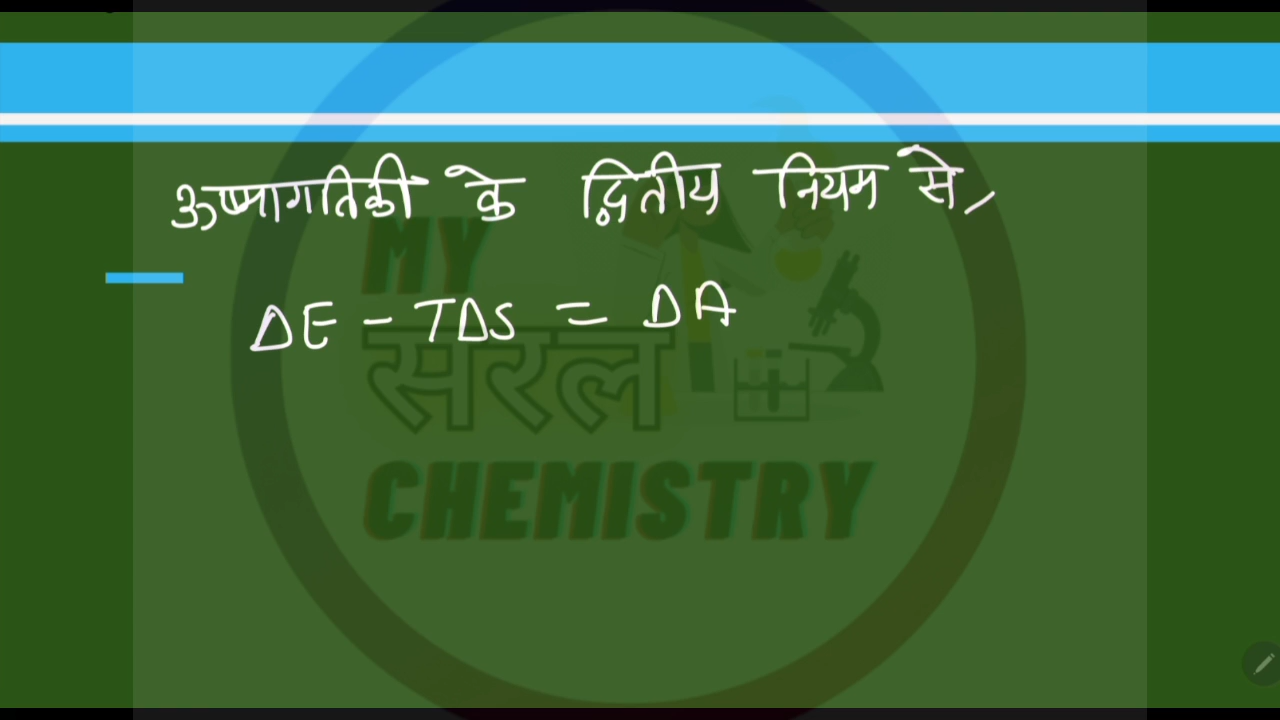 ऊष्मागतिकी के द्वितीय नियम से,
ΔE - TΔS = ΔA
MY
सरल
CHEMISTRY